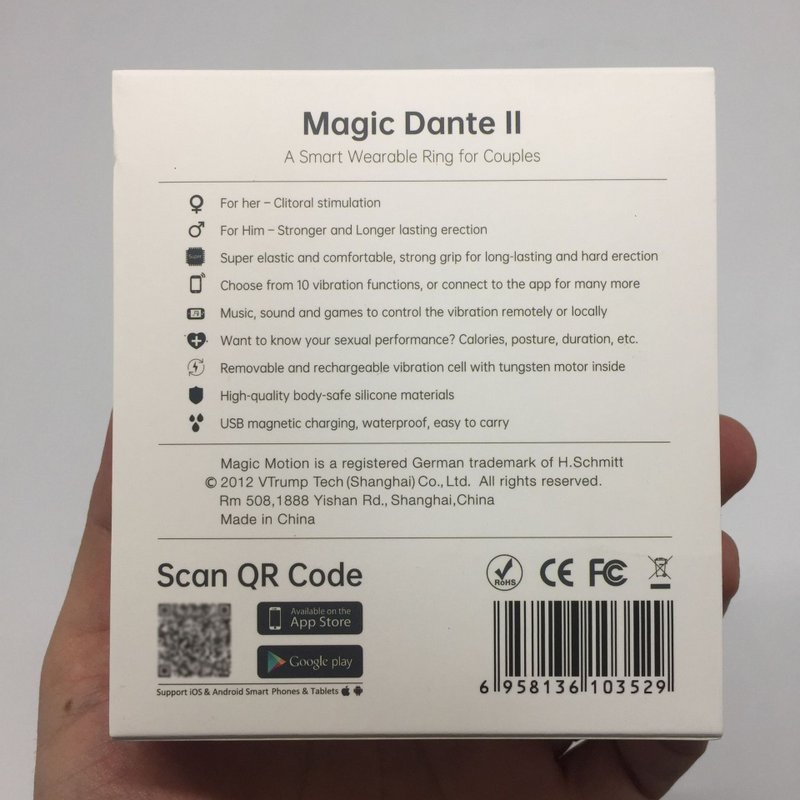 Magic Dante II
A Smart Wearable Ring for Couples
For her – Clitoral stimulation
For Him – Stronger and Longer lasting erection
Super elastic and comfortable, strong grip for long-lasting and hard erection
Choose from 10 vibration functions, or connect to the app for many more
Music, sound and games to control the vibration remotely or locally
Want to know your sexual performance? Calories, posture, duration, etc.
Removable and rechargeable vibration cell with tungsten motor inside
High-quality body-safe silicone materials
USB magnetic charging, waterproof, easy to carry
Magic Motion is a registered German trademark of H.Schmitt
© 2012 VTrump Tech (Shanghai) Co., Ltd. All rights reserved.
Rm 508,1888 Yishan Rd., Shanghai,China
Made in China
Scan QR Code
RoHS CE FC
Available on the
App Store
Google play
Support iOS & Android Smart Phones & Tablets
6 958136 103529